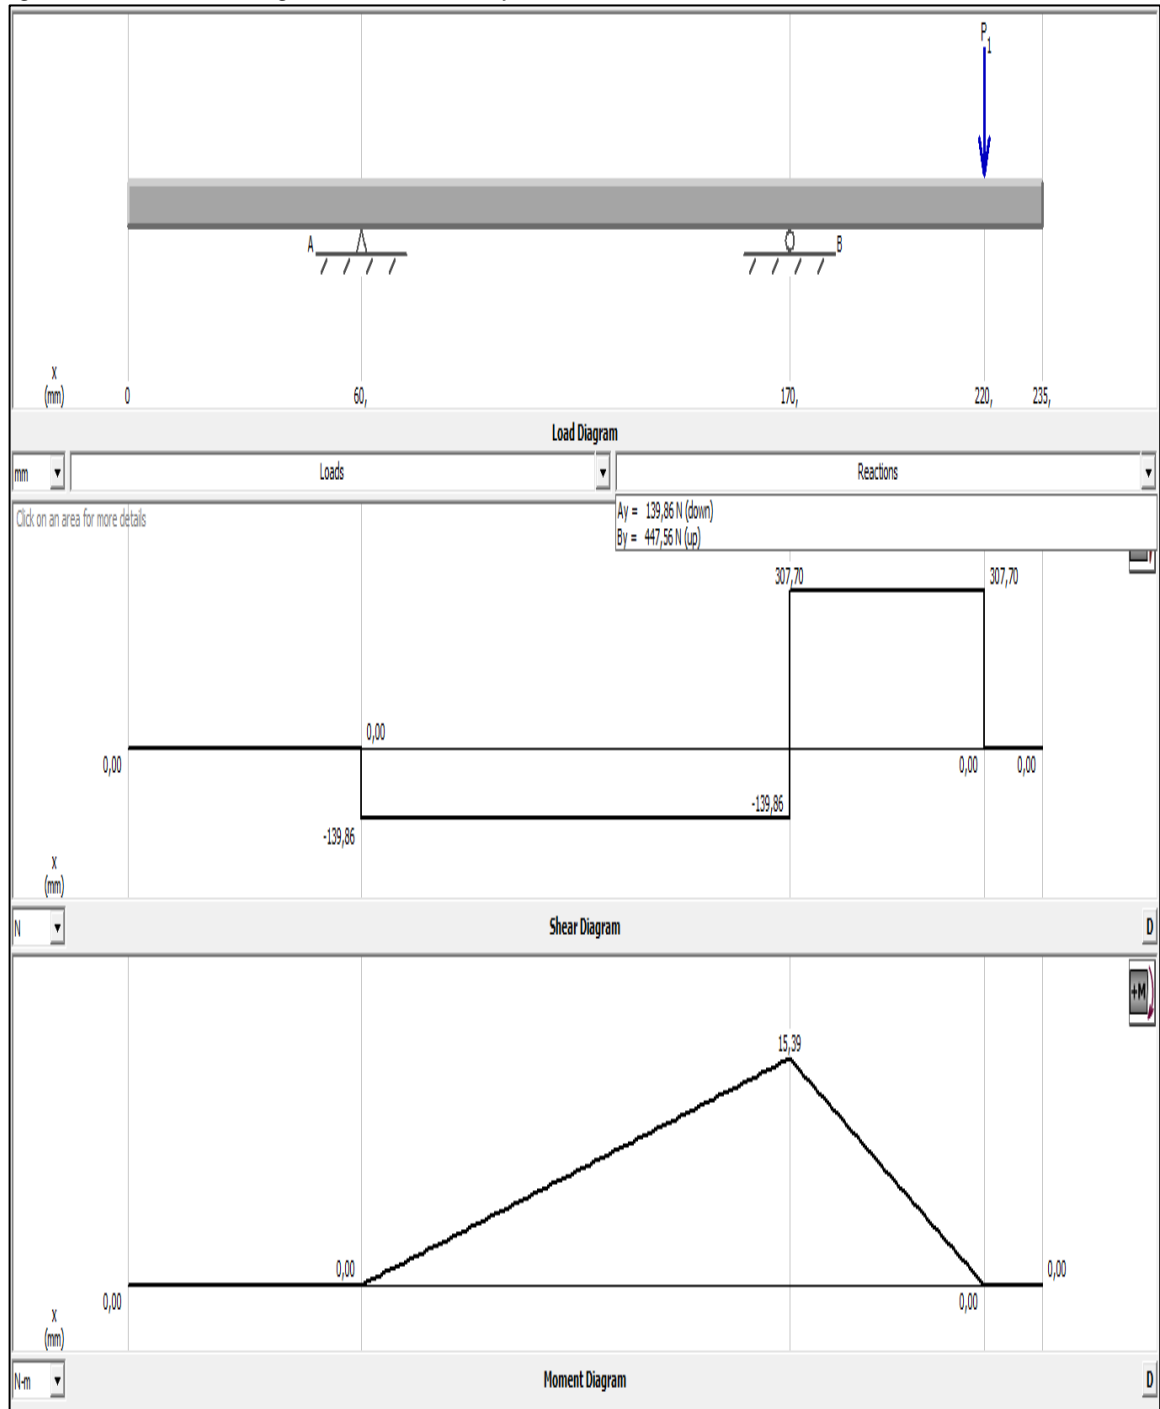 P1
A B
X
(mm) 0 60, 170, 220, 235,
Load Diagram
mm Loads Reactions
Click on an area for more details
Ay = 139,86 N (down)
By = 447,56 N (up)
307,70 307,70
0,00
0,00 0,00 0,00
-139,86
-139,86
X
(mm)
N Shear Diagram D
+M
15,39
0,00 0,00
0,00 0,00
X
(mm)
N-m Moment Diagram D